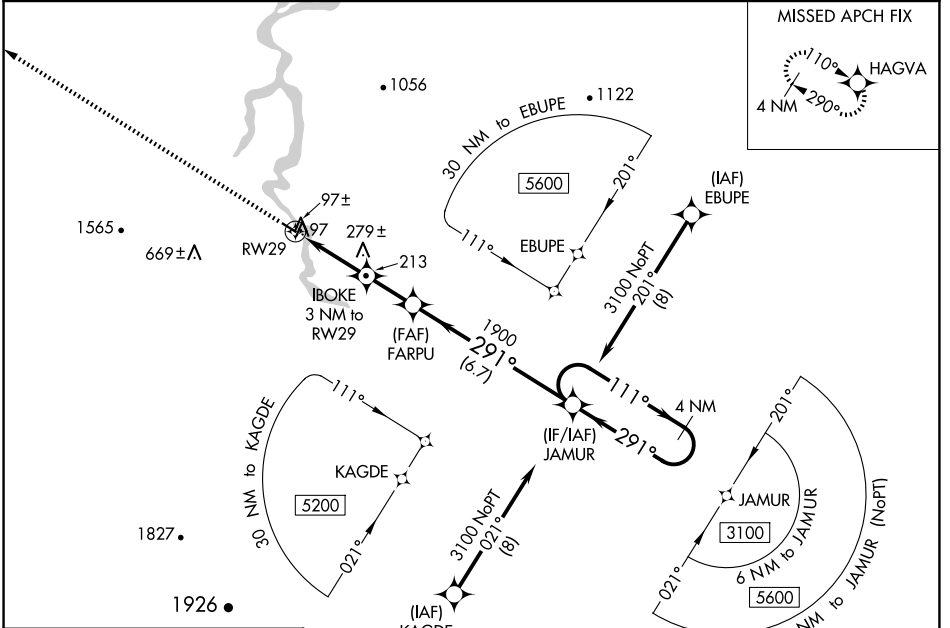 MISSED APCH FIX
110°
HAGVA
4 NM
290°
1056
1122
30 NM to EBUPE
5600
201°
EBUPE
111°
(IAF)
EBUPE
3100 NoPT
201°
(8)
97±
97
1565
669±
RW29
279±
213
IBOKE
3 NM to
RW29
(FAF)
FARPU
1900
291°
(6.7)
111°
4 NM
291°
(IF/IAF)
JAMUR
111°
30 NM to KAGDE
KAGDE
5200
021°
3100 NoPT
021°
(8)
(IAF)
KAGDE
201°
JAMUR
3100
6 NM to JAMUR
021°
5600
NM to JAMUR (NoPT)
1827
1926